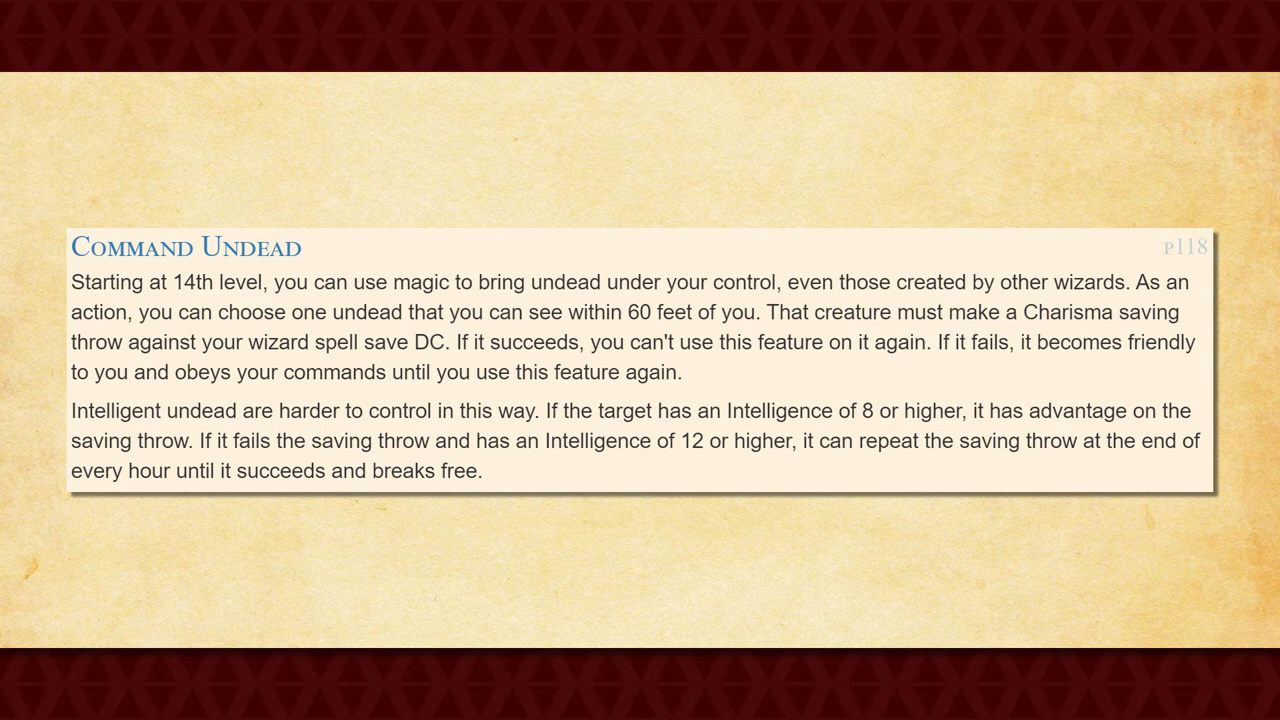 Command Undead
p118
Starting at 14th level, you can use magic to bring undead under your control, even those created by other wizards. As an
action, you can choose one undead that you can see within 60 feet of you. That creature must make a Charisma saving
throw against your wizard spell save DC. If it succeeds, you can't use this feature on it again. If it fails, it becomes friendly
to you and obeys your commands until you use this feature again.
Intelligent undead are harder to control in this way. If the target has an Intelligence of 8 or higher, it has advantage on the
saving throw. If it fails the saving throw and has an Intelligence of 12 or higher, it can repeat the saving throw at the end of
every hour until it succeeds and breaks free.